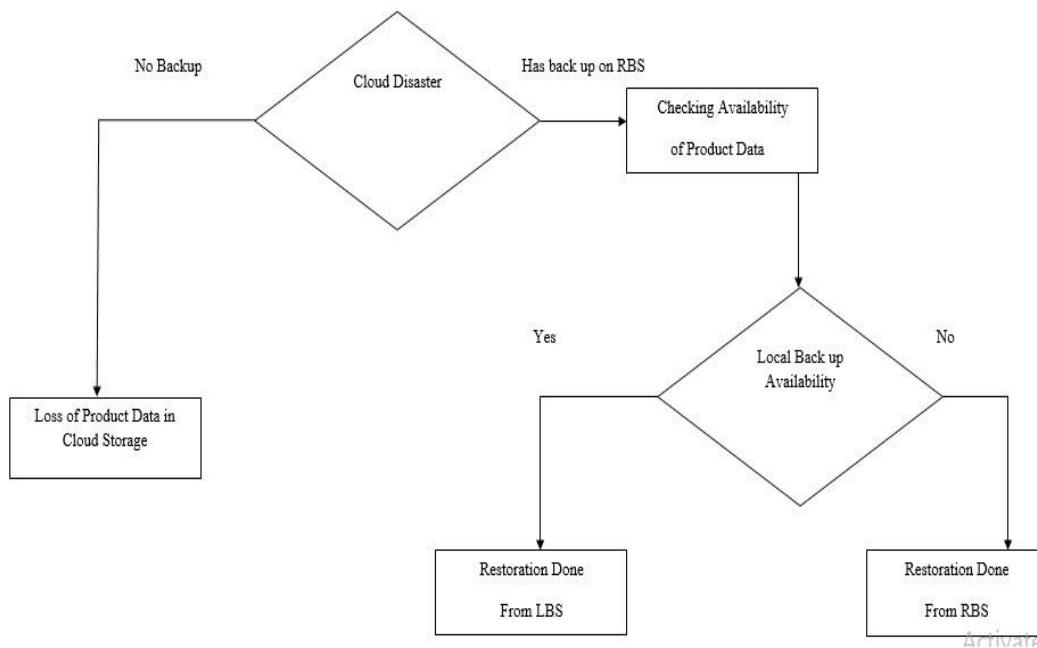 No Backup
Cloud Disaster
Has back up on RBS
Checking Availability
of Product Data
Yes
Local Back up
Availability
No
Loss of Product Data in
Cloud Storage
Restoration Done
From LBS
Restoration Done
From RBS
Activate